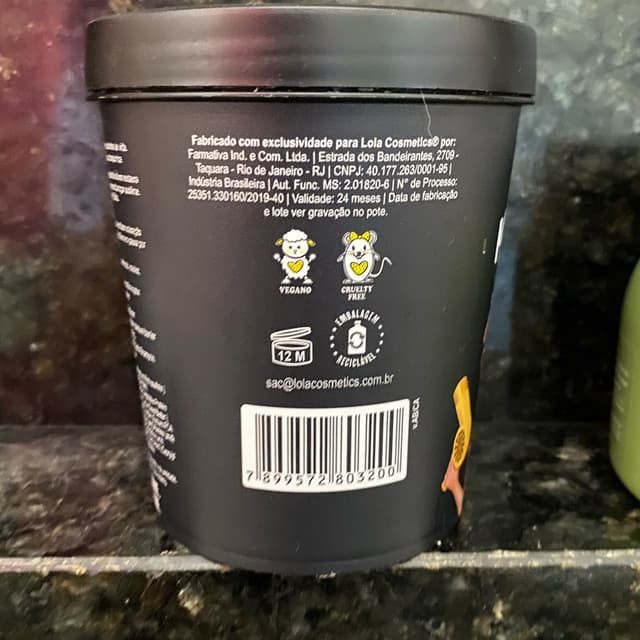 Fabricado com exclusividade para Lola Cosmetics® por:
Farmativa Ind. e Com. Ltda. | Estrada dos Bandeirantes, 2709 -
Taquara - Rio de Janeiro - RJ | CNPJ: 40.177.263/0001-95 |
Indústria Brasileira | Aut. Func. MS: 2.01820-6 | N° de Processo:
25351.330160/2019-40 | Validade: 24 meses | Data de fabricação
e lote ver gravação no pote.
VEGANO
CRUELTY
FREE
12 M
EMBALAGEM
RECICLÁVEL
sac@lolacosmetics.com.br
7 899572 803200